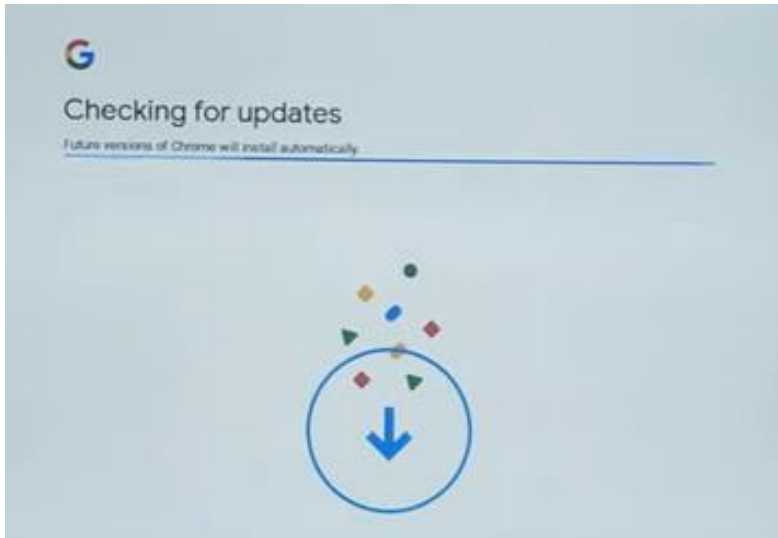 Checking for updates
Future versions of Chrome will install automatically